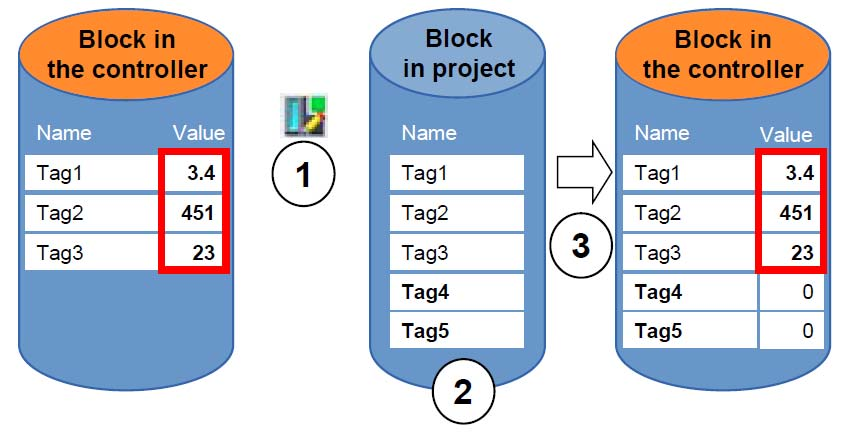 Block in
the controller
Name Value
Tag1 3.4
Tag2 451
Tag3 23
1
Block
in project
Name
Tag1
Tag2
Tag3
Tag4
Tag5
2
3
Block in
the controller
Name Value
Tag1 3.4
Tag2 451
Tag3 23
Tag4 0
Tag5 0